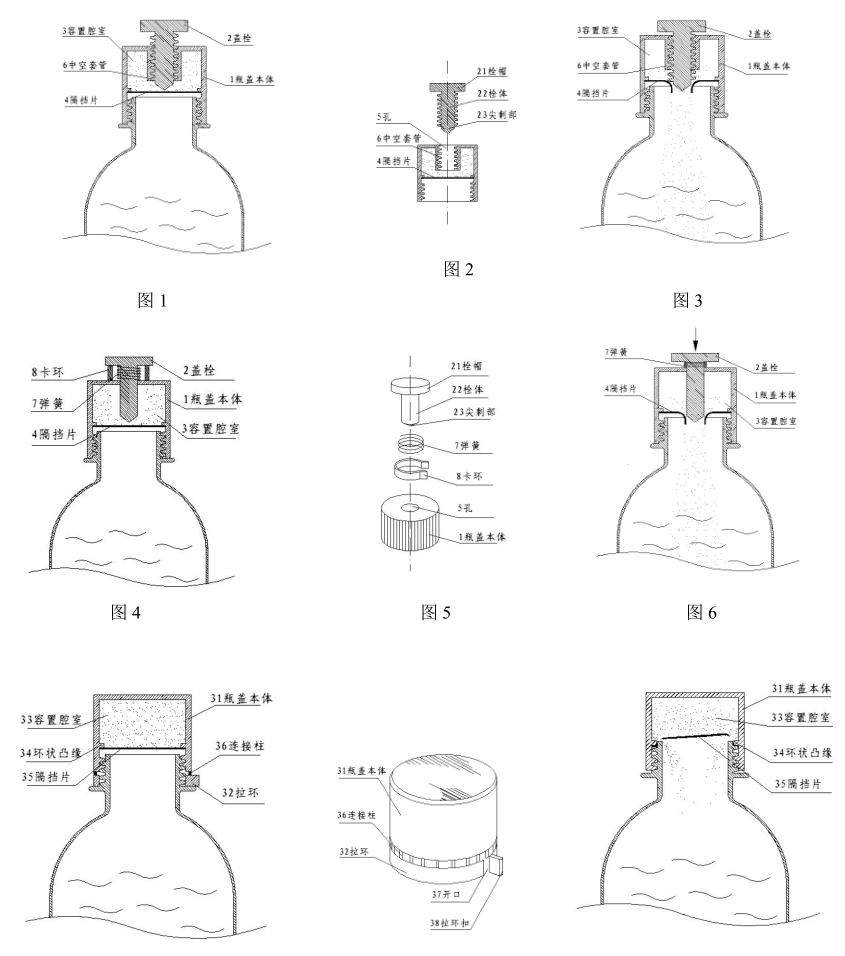 3容置腔室
2盖栓
6中空套管
1瓶盖本体
4隔挡片
图1
21栓帽
22栓体
5孔
23尖刺部
6中空套管
4隔挡片
图2
3容置腔室
2盖栓
6中空套管
1瓶盖本体
4隔挡片
图3
8卡环
2盖栓
7弹簧
1瓶盖本体
4隔挡片
3容置腔室
图4
21栓帽
22栓体
23尖刺部
7弹簧
8卡环
5孔
1瓶盖本体
图5
7弹簧
2盖栓
4隔挡片
1瓶盖本体
3容置腔室
图6
31瓶盖本体
33容置腔室
34环状凸缘
36连接柱
35隔挡片
32拉环
31瓶盖本体
36连接柱
32拉环
37开口
38拉环扣
31瓶盖本体
33容置腔室
34环状凸缘
35隔挡片